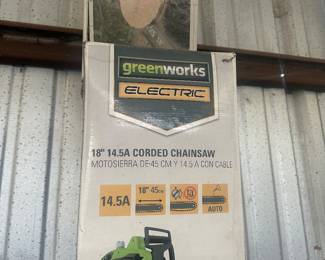 greenworks
ELECTRIC
18" 14.5A CORDED CHAINSAW
MOTOSIERRA DE 45 CM Y 14.5 A CON CABLE
14.5A
18" 45cm
AUTO